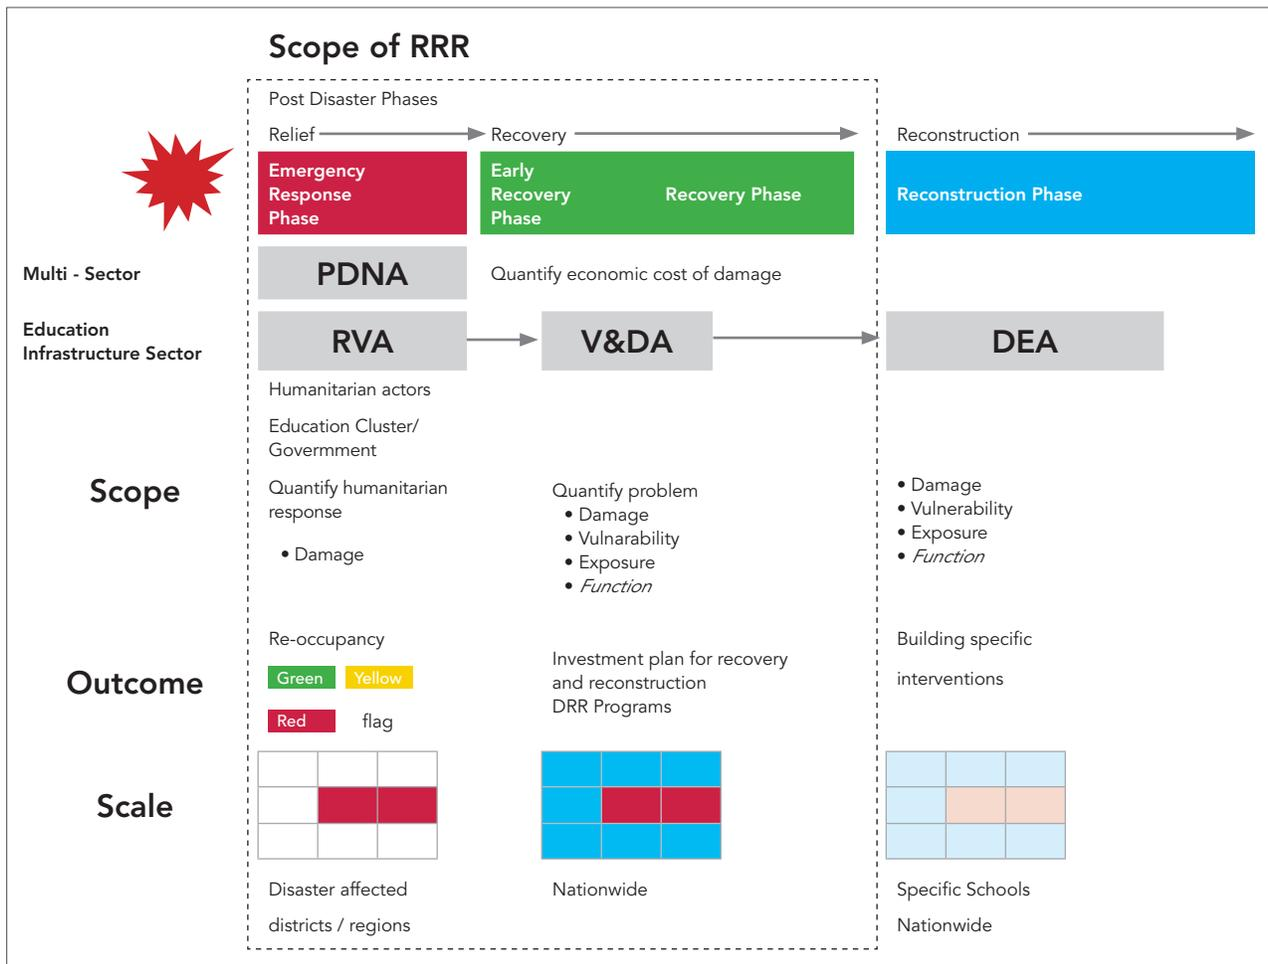 Scope of RRR
Post Disaster Phases
Relief
Recovery
Reconstruction
Emergency
Response
Phase
Early
Recovery
Phase
Recovery Phase
Reconstruction Phase
Multi - Sector
PDNA
Quantify economic cost of damage
Education
Infrastructure Sector
RVA
V&DA
DEA
Humanitarian actors
Education Cluster/
Govermment
Scope
Quantify humanitarian
response
• Damage
Quantify problem
• Damage
• Vulnarability
• Exposure
• Function
• Damage
• Vulnerability
• Exposure
• Function
Outcome
Re-occupancy
Green
Yellow
Red
flag
Investment plan for recovery
and reconstruction
DRR Programs
Building specific
interventions
Scale
Disaster affected
districts / regions
Nationwide
Specific Schools
Nationwide